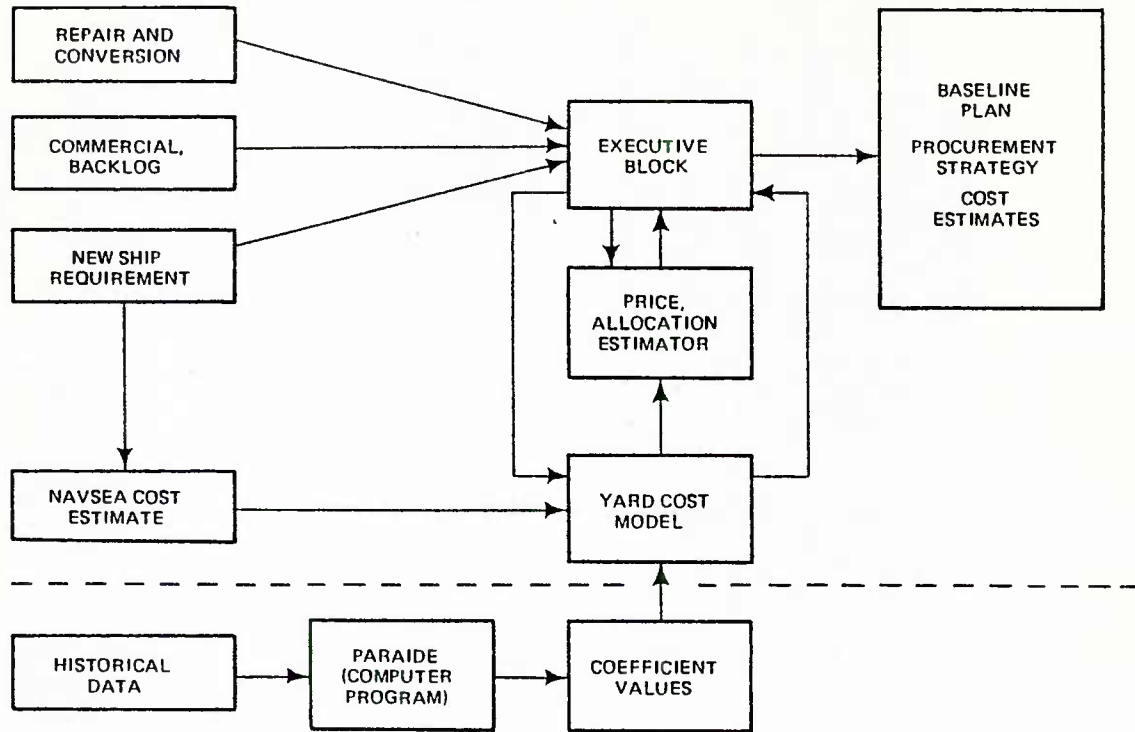 REPAIR AND
CONVERSION
COMMERCIAL,
BACKLOG
NEW SHIP
REQUIREMENT
NAVSEA COST
ESTIMATE
EXECUTIVE
BLOCK
PRICE,
ALLOCATION
ESTIMATOR
YARD COST
MODEL
BASELINE
PLAN
PROCUREMENT
STRATEGY
COST
ESTIMATES
HISTORICAL
DATA
PARAIDE
(COMPUTER
PROGRAM)
COEFFICIENT
VALUES